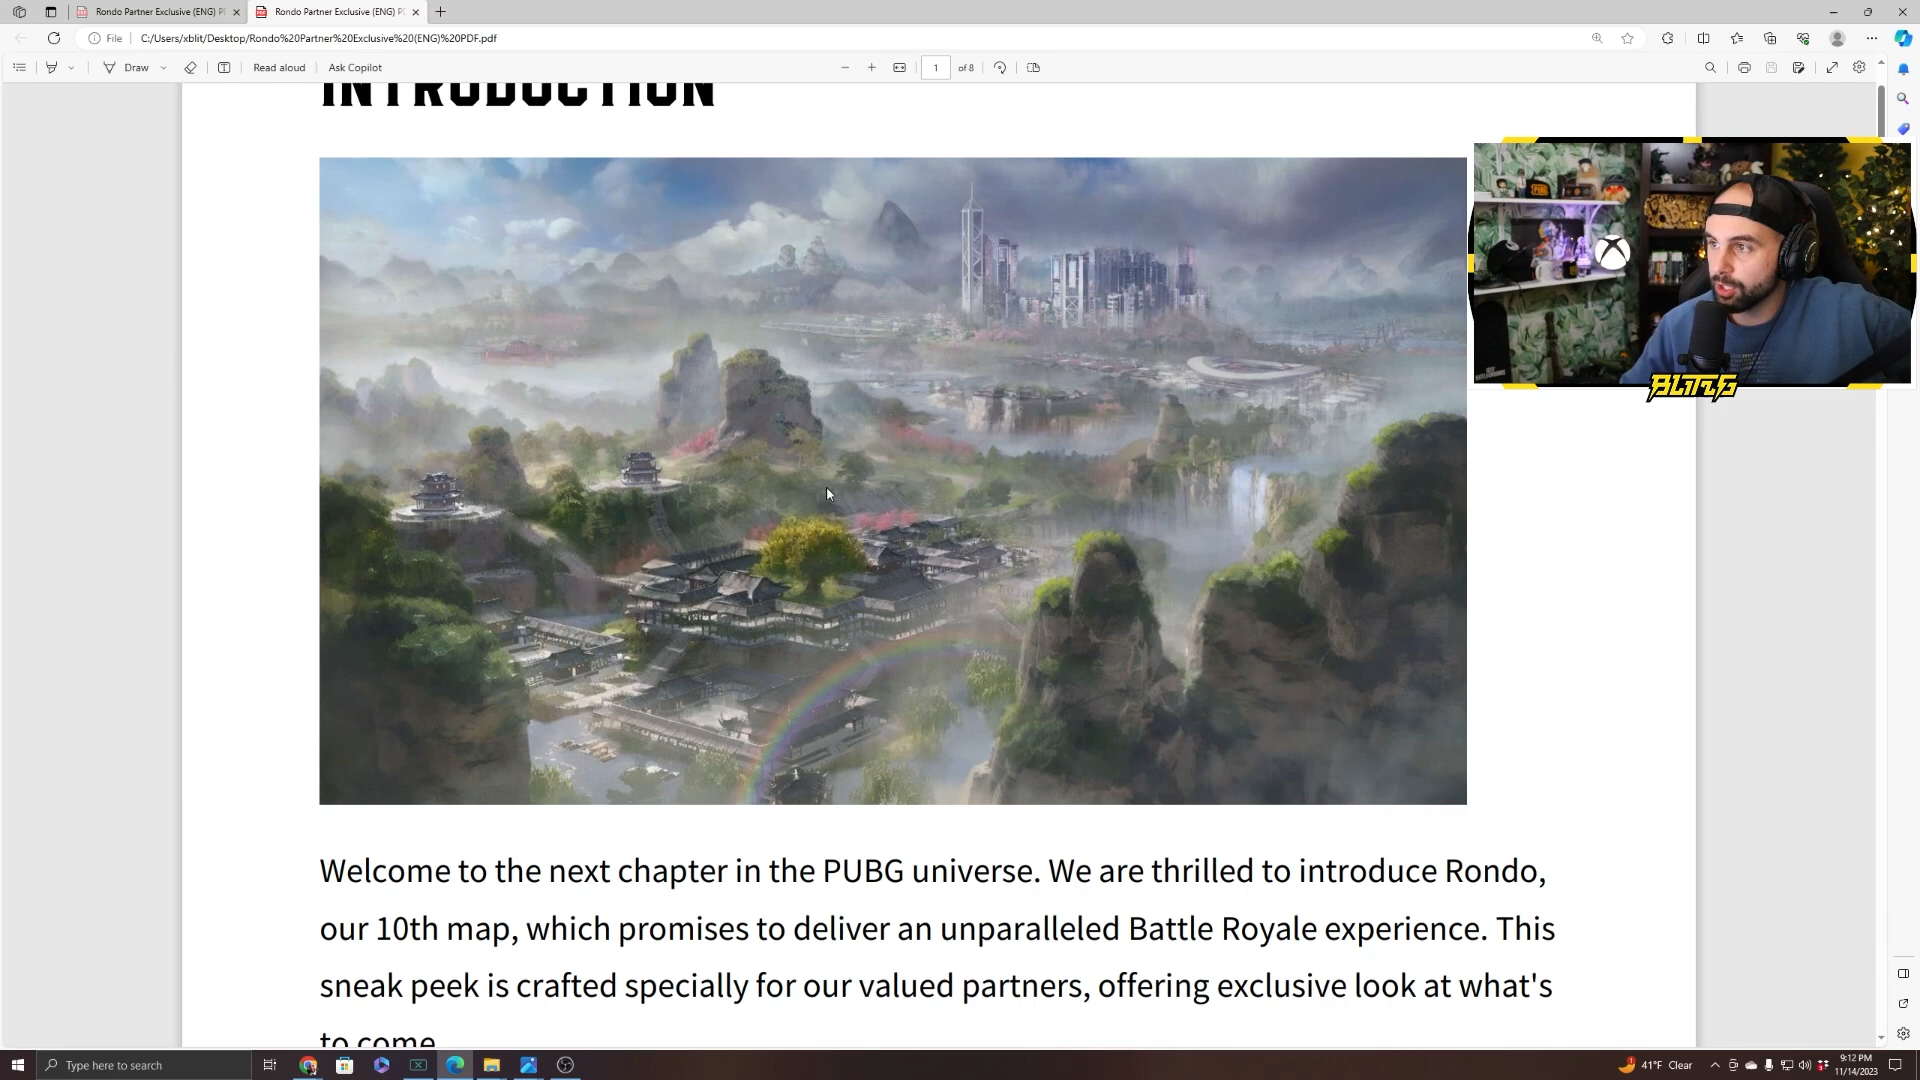 Rondo Partner Exclusive (ENG) P
Rondo Partner Exclusive (ENG) P
File
C:/Users/xblit/Desktop/Rondo%20Partner%20Exclusive%20(ENG)%20PDF.pdf
Draw
Read aloud
Ask Copilot
1
of 8
INTRODUCTION
BLITZG
Welcome to the next chapter in the PUBG universe. We are thrilled to introduce Rondo,
our 10th map, which promises to deliver an unparalleled Battle Royale experience. This
sneak peek is crafted specially for our valued partners, offering exclusive look at what's
to come
Type here to search
41°F Clear
9:12 PM
11/14/2023